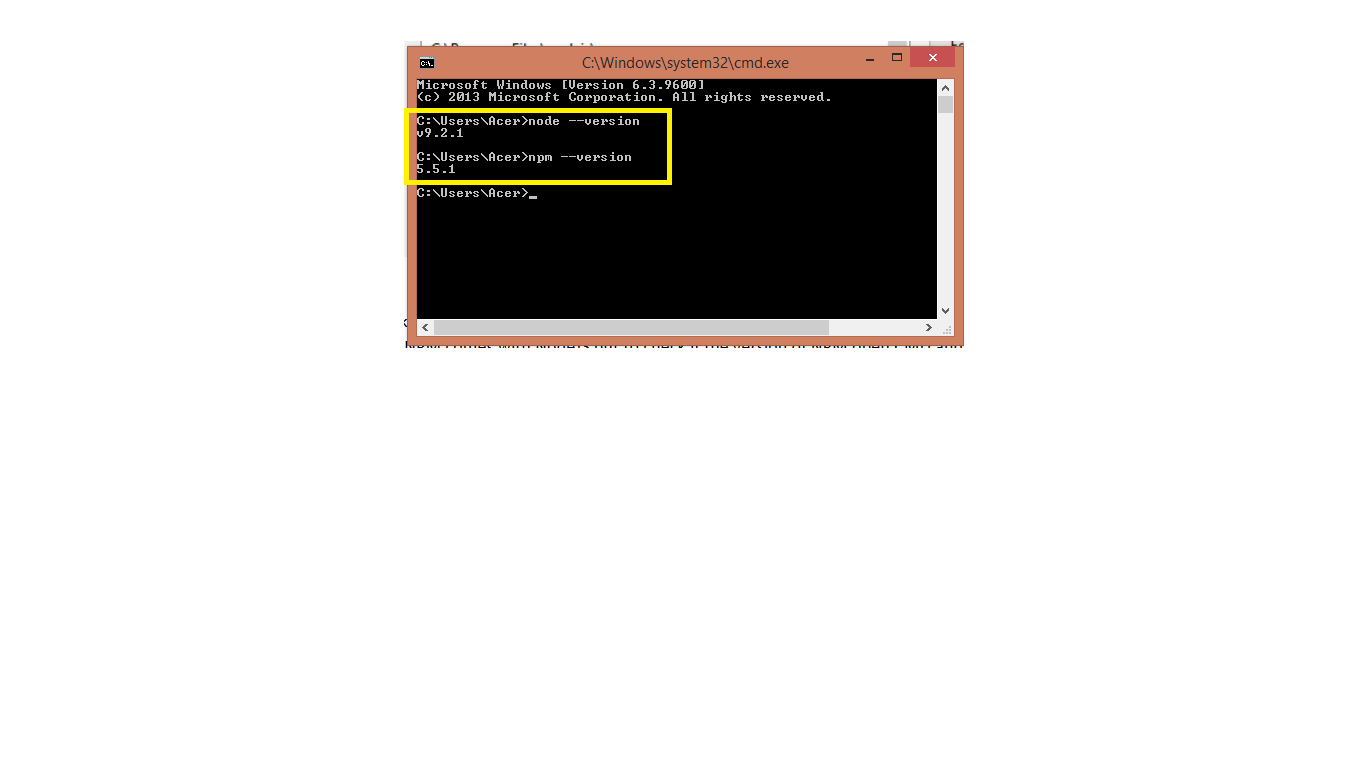 C:\Windows\system32\cmd.exe
Microsoft Windows [Version 6.3.9600]
(c) 2013 Microsoft Corporation. All rights reserved.
C:\Users\Acer>node --version
v9.2.1
C:\Users\Acer>npm --version
5.5.1
C:\Users\Acer>_